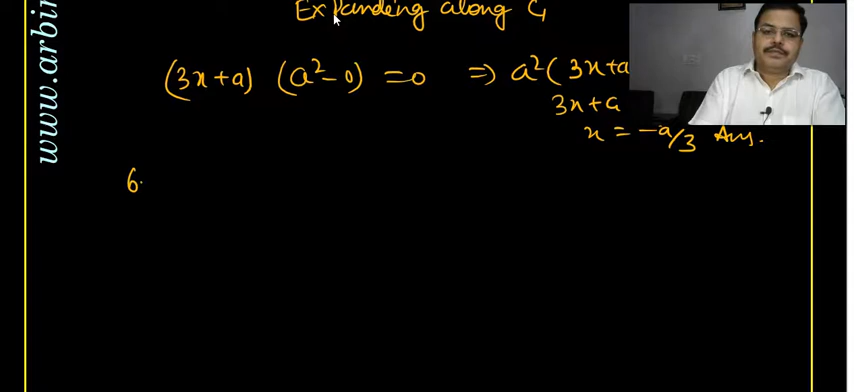 www.arbin
Expanding along C₁
(3x+a) (a²-0) =0 ⇒ a²(3x+a
3x+a
x = -a/3 Ans.
6.